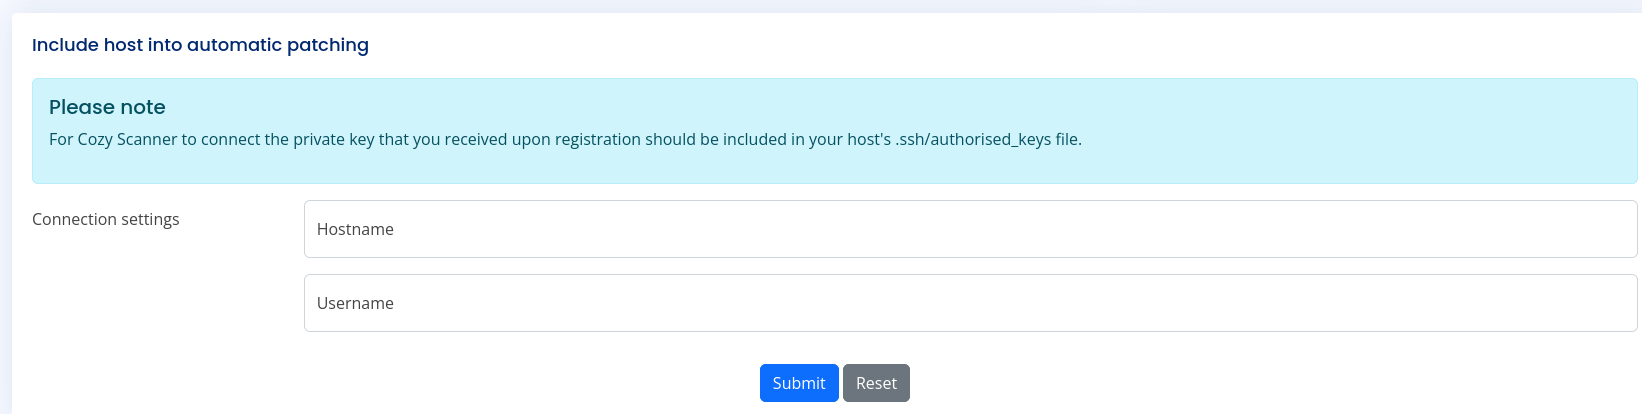 Include host into automatic patching
Please note
For Cozy Scanner to connect the private key that you received upon registration should be included in your host's .ssh/authorised_keys file.
Connection settings
Hostname
Username
Submit Reset